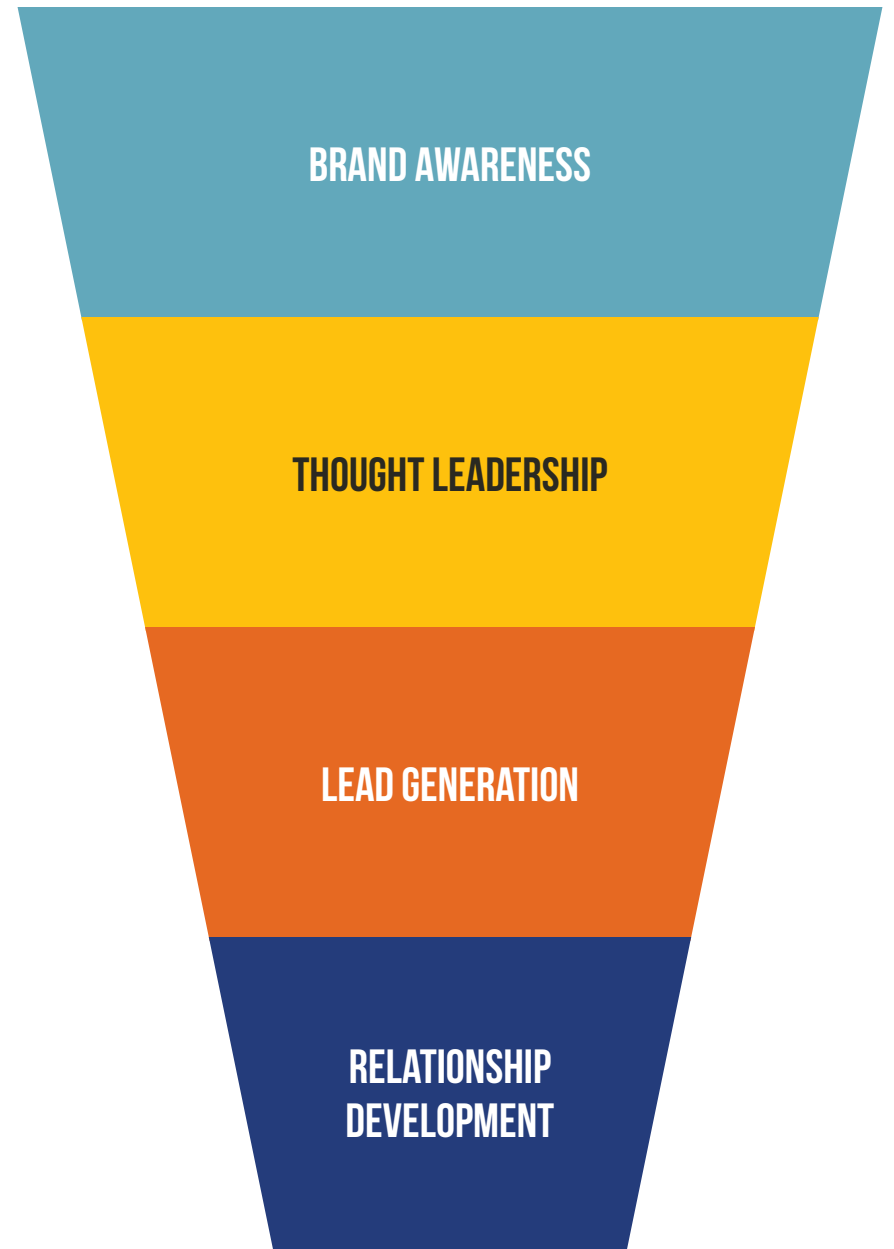 BRAND AWARENESS
THOUGHT LEADERSHIP
LEAD GENERATION
RELATIONSHIP
DEVELOPMENT